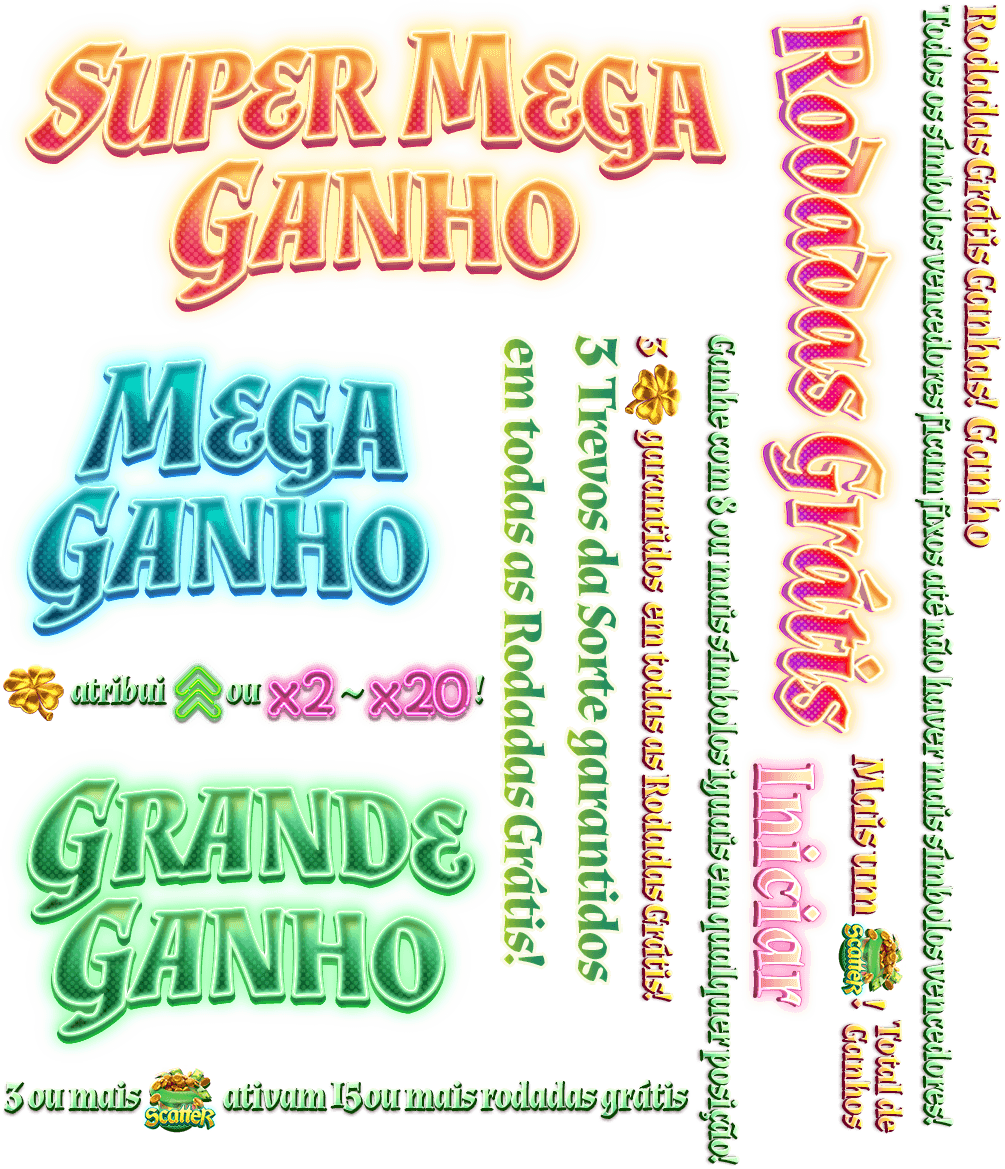 SUPER MEGA
GANHO
MEGA
GANHO
atribui ou x2 ~ x20!
GRANDE
GANHO
3 ou mais SCATTER ativam 15 ou mais rodadas grátis
Rodadas Grátis Ganhas! Ganho
Todos os símbolos vencedores ficam fixos até não haver mais símbolos vencedores!
Rodadas Grátis
Mais um SCATTER!
Total de
Ganhos
Iniciar
Ganhe com 8 ou mais símbolos iguais em qualquer posição!
3 garantidos em todas as Rodadas Grátis!
3 Trevos da Sorte garantidos
em todas as Rodadas Grátis!